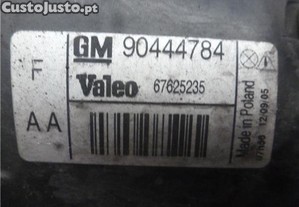 CustoJusto.pt
GM 90444784
F
Valeo 67625235
AA
Made in Poland
12/09/05